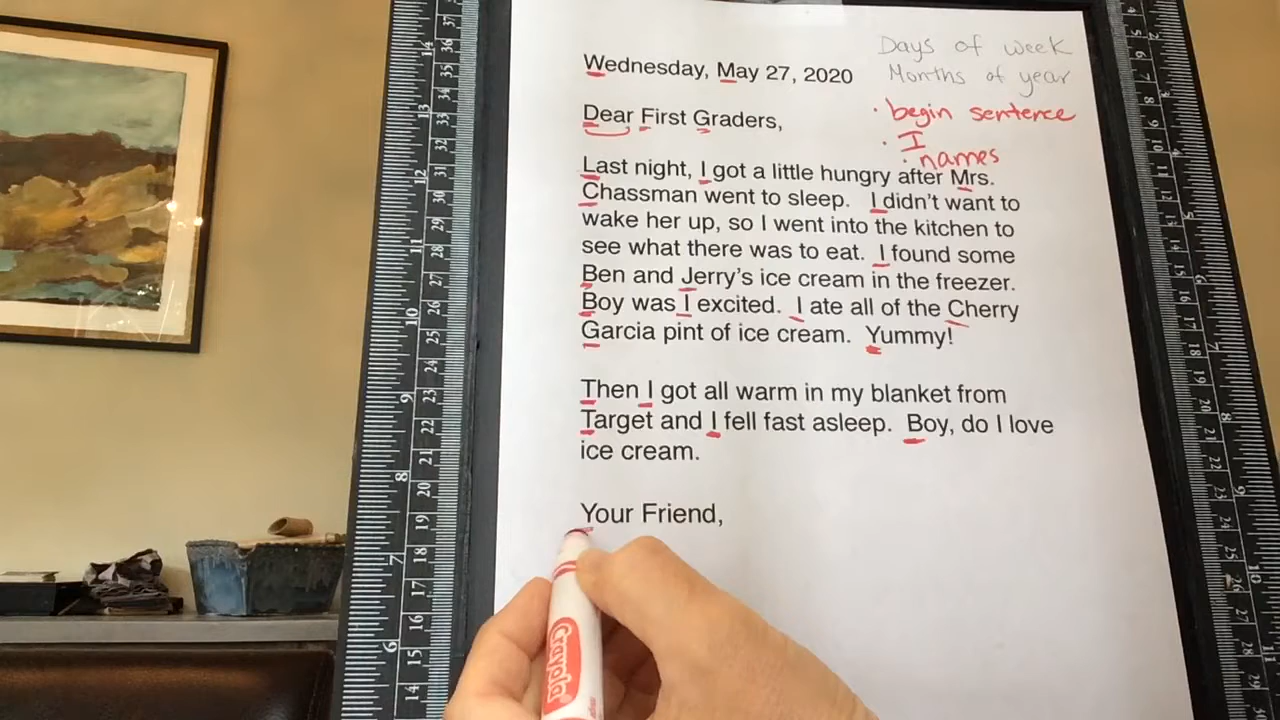 Wednesday, May 27, 2020
Days of week
Months of year
Dear First Graders,
· begin sentence
· I
· names
Last night, I got a little hungry after Mrs.
Chassman went to sleep. I didn't want to
wake her up, so I went into the kitchen to
see what there was to eat. I found some
Ben and Jerry's ice cream in the freezer.
Boy was I excited. I ate all of the Cherry
Garcia pint of ice cream. Yummy!
Then I got all warm in my blanket from
Target and I fell fast asleep. Boy, do I love
ice cream.
Your Friend,
Crayola